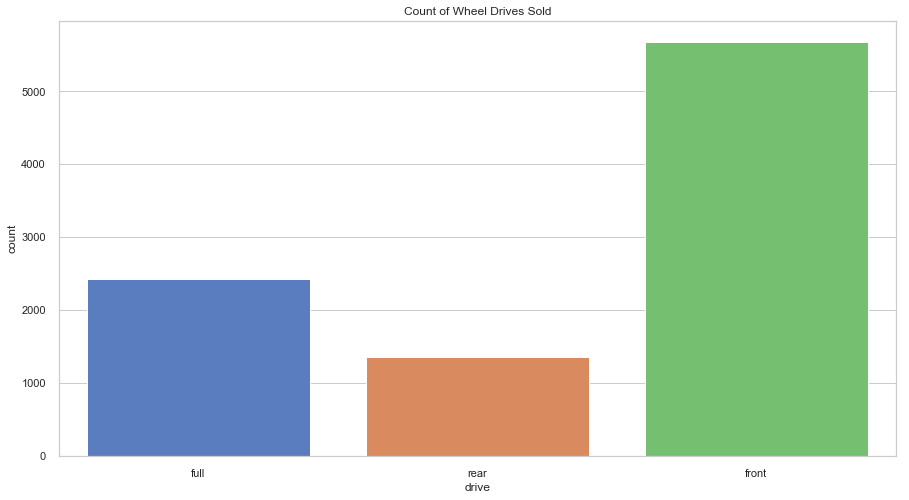 Count of Wheel Drives Sold
count
5000
4000
3000
2000
1000
0
full rear front
drive